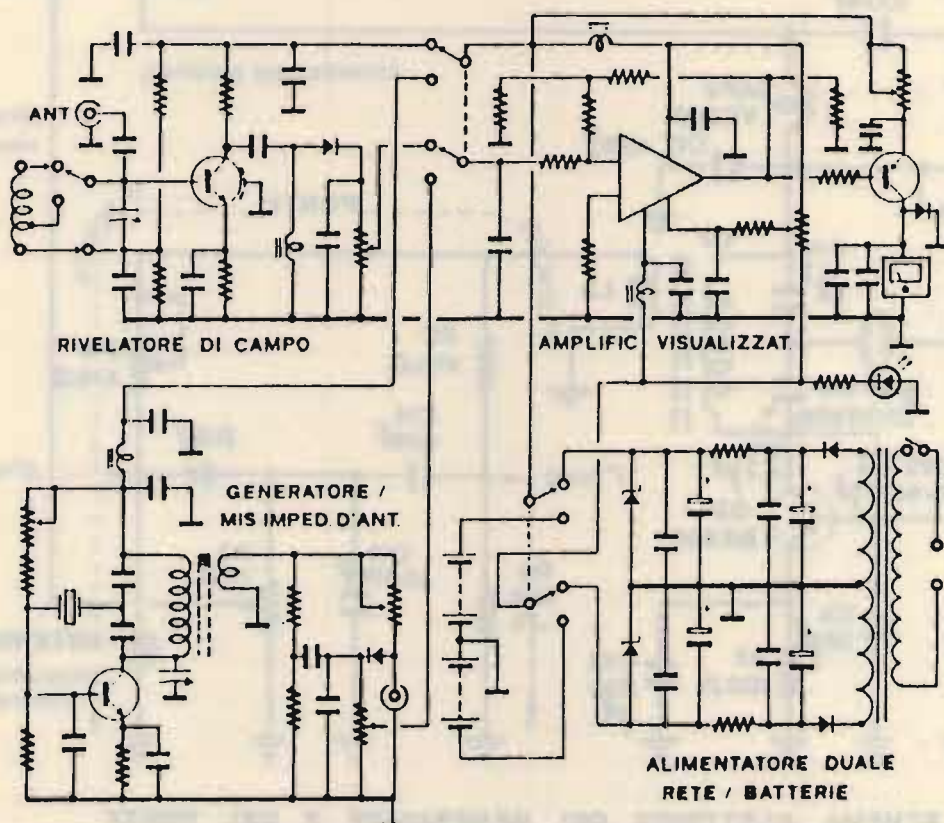 ANT
RIVELATORE DI CAMPO
AMPLIFIC VISUALIZZAT.
GENERATORE /
MIS IMPED. D'ANT.
ALIMENTATORE DUALE
RETE / BATTERIE